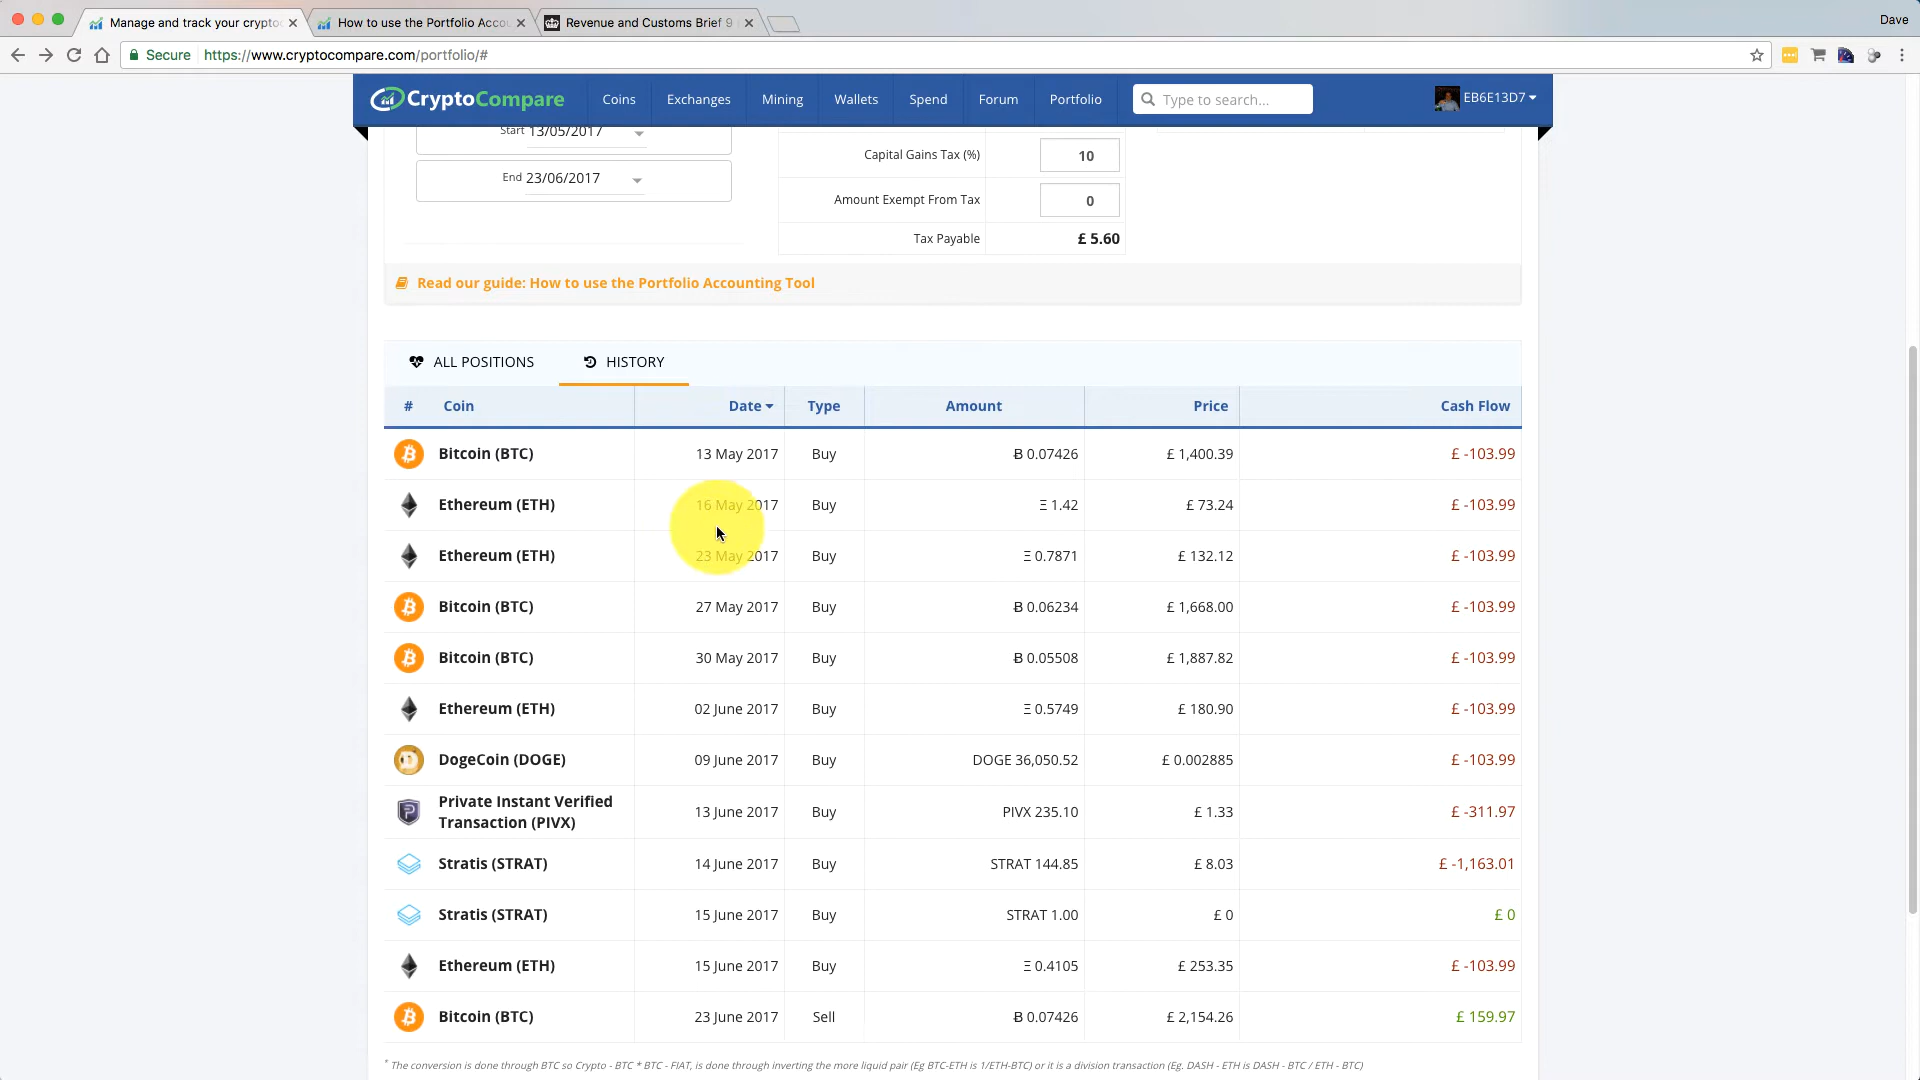 Manage and track your crypto
How to use the Portfolio Acco
Revenue and Customs Brief 9
Dave
Secure https://www.cryptocompare.com/portfolio/#
CryptoCompare Coins Exchanges Mining Wallets Spend Forum Portfolio Type to search... EB6E13D7
Start 13/05/2017
Capital Gains Tax (%) 10
End 23/06/2017
Amount Exempt From Tax 0
Tax Payable £ 5.60
Read our guide: How to use the Portfolio Accounting Tool
ALL POSITIONS HISTORY
# Coin Date Type Amount Price Cash Flow
Bitcoin (BTC) 13 May 2017 Buy Ƀ 0.07426 £ 1,400.39 £ -103.99
Ethereum (ETH) 16 May 2017 Buy Ξ 1.42 £ 73.24 £ -103.99
Ethereum (ETH) 23 May 2017 Buy Ξ 0.7871 £ 132.12 £ -103.99
Bitcoin (BTC) 27 May 2017 Buy Ƀ 0.06234 £ 1,668.00 £ -103.99
Bitcoin (BTC) 30 May 2017 Buy Ƀ 0.05508 £ 1,887.82 £ -103.99
Ethereum (ETH) 02 June 2017 Buy Ξ 0.5749 £ 180.90 £ -103.99
DogeCoin (DOGE) 09 June 2017 Buy DOGE 36,050.52 £ 0.002885 £ -103.99
Private Instant Verified
Transaction (PIVX) 13 June 2017 Buy PIVX 235.10 £ 1.33 £ -311.97
Stratis (STRAT) 14 June 2017 Buy STRAT 144.85 £ 8.03 £ -1,163.01
Stratis (STRAT) 15 June 2017 Buy STRAT 1.00 £ 0 £ 0
Ethereum (ETH) 15 June 2017 Buy Ξ 0.4105 £ 253.35 £ -103.99
Bitcoin (BTC) 23 June 2017 Sell Ƀ 0.07426 £ 2,154.26 £ 159.97
* The conversion is done through BTC so Crypto - BTC * BTC - FIAT, is done through inverting the more liquid pair (Eg BTC-ETH is 1/ETH-BTC) or it is a division transaction (Eg. DASH - ETH is DASH - BTC / ETH - BTC)